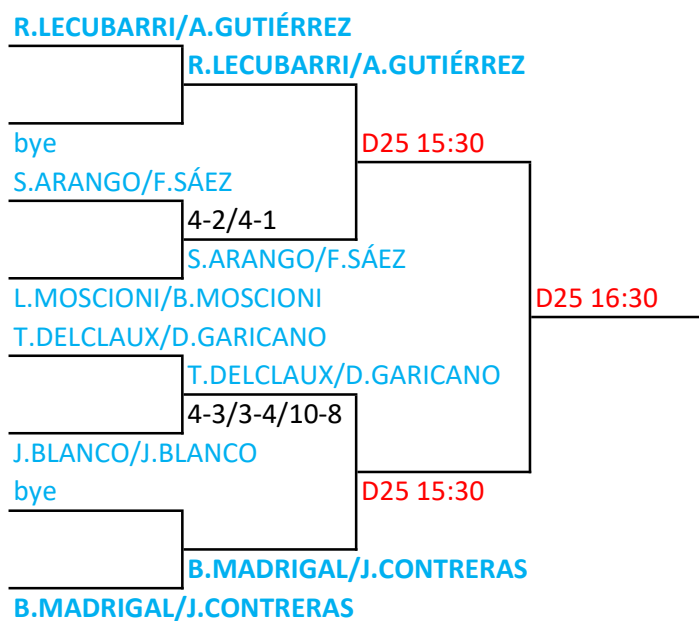 R.LECUBARRI/A.GUTIÉRREZ
R.LECUBARRI/A.GUTIÉRREZ
bye
D25 15:30
S.ARANGO/F.SÁEZ
4-2/4-1
S.ARANGO/F.SÁEZ
L.MOSCIONI/B.MOSCIONI
D25 16:30
T.DELCLAUX/D.GARICANO
T.DELCLAUX/D.GARICANO
4-3/3-4/10-8
J.BLANCO/J.BLANCO
bye
D25 15:30
B.MADRIGAL/J.CONTRERAS
B.MADRIGAL/J.CONTRERAS